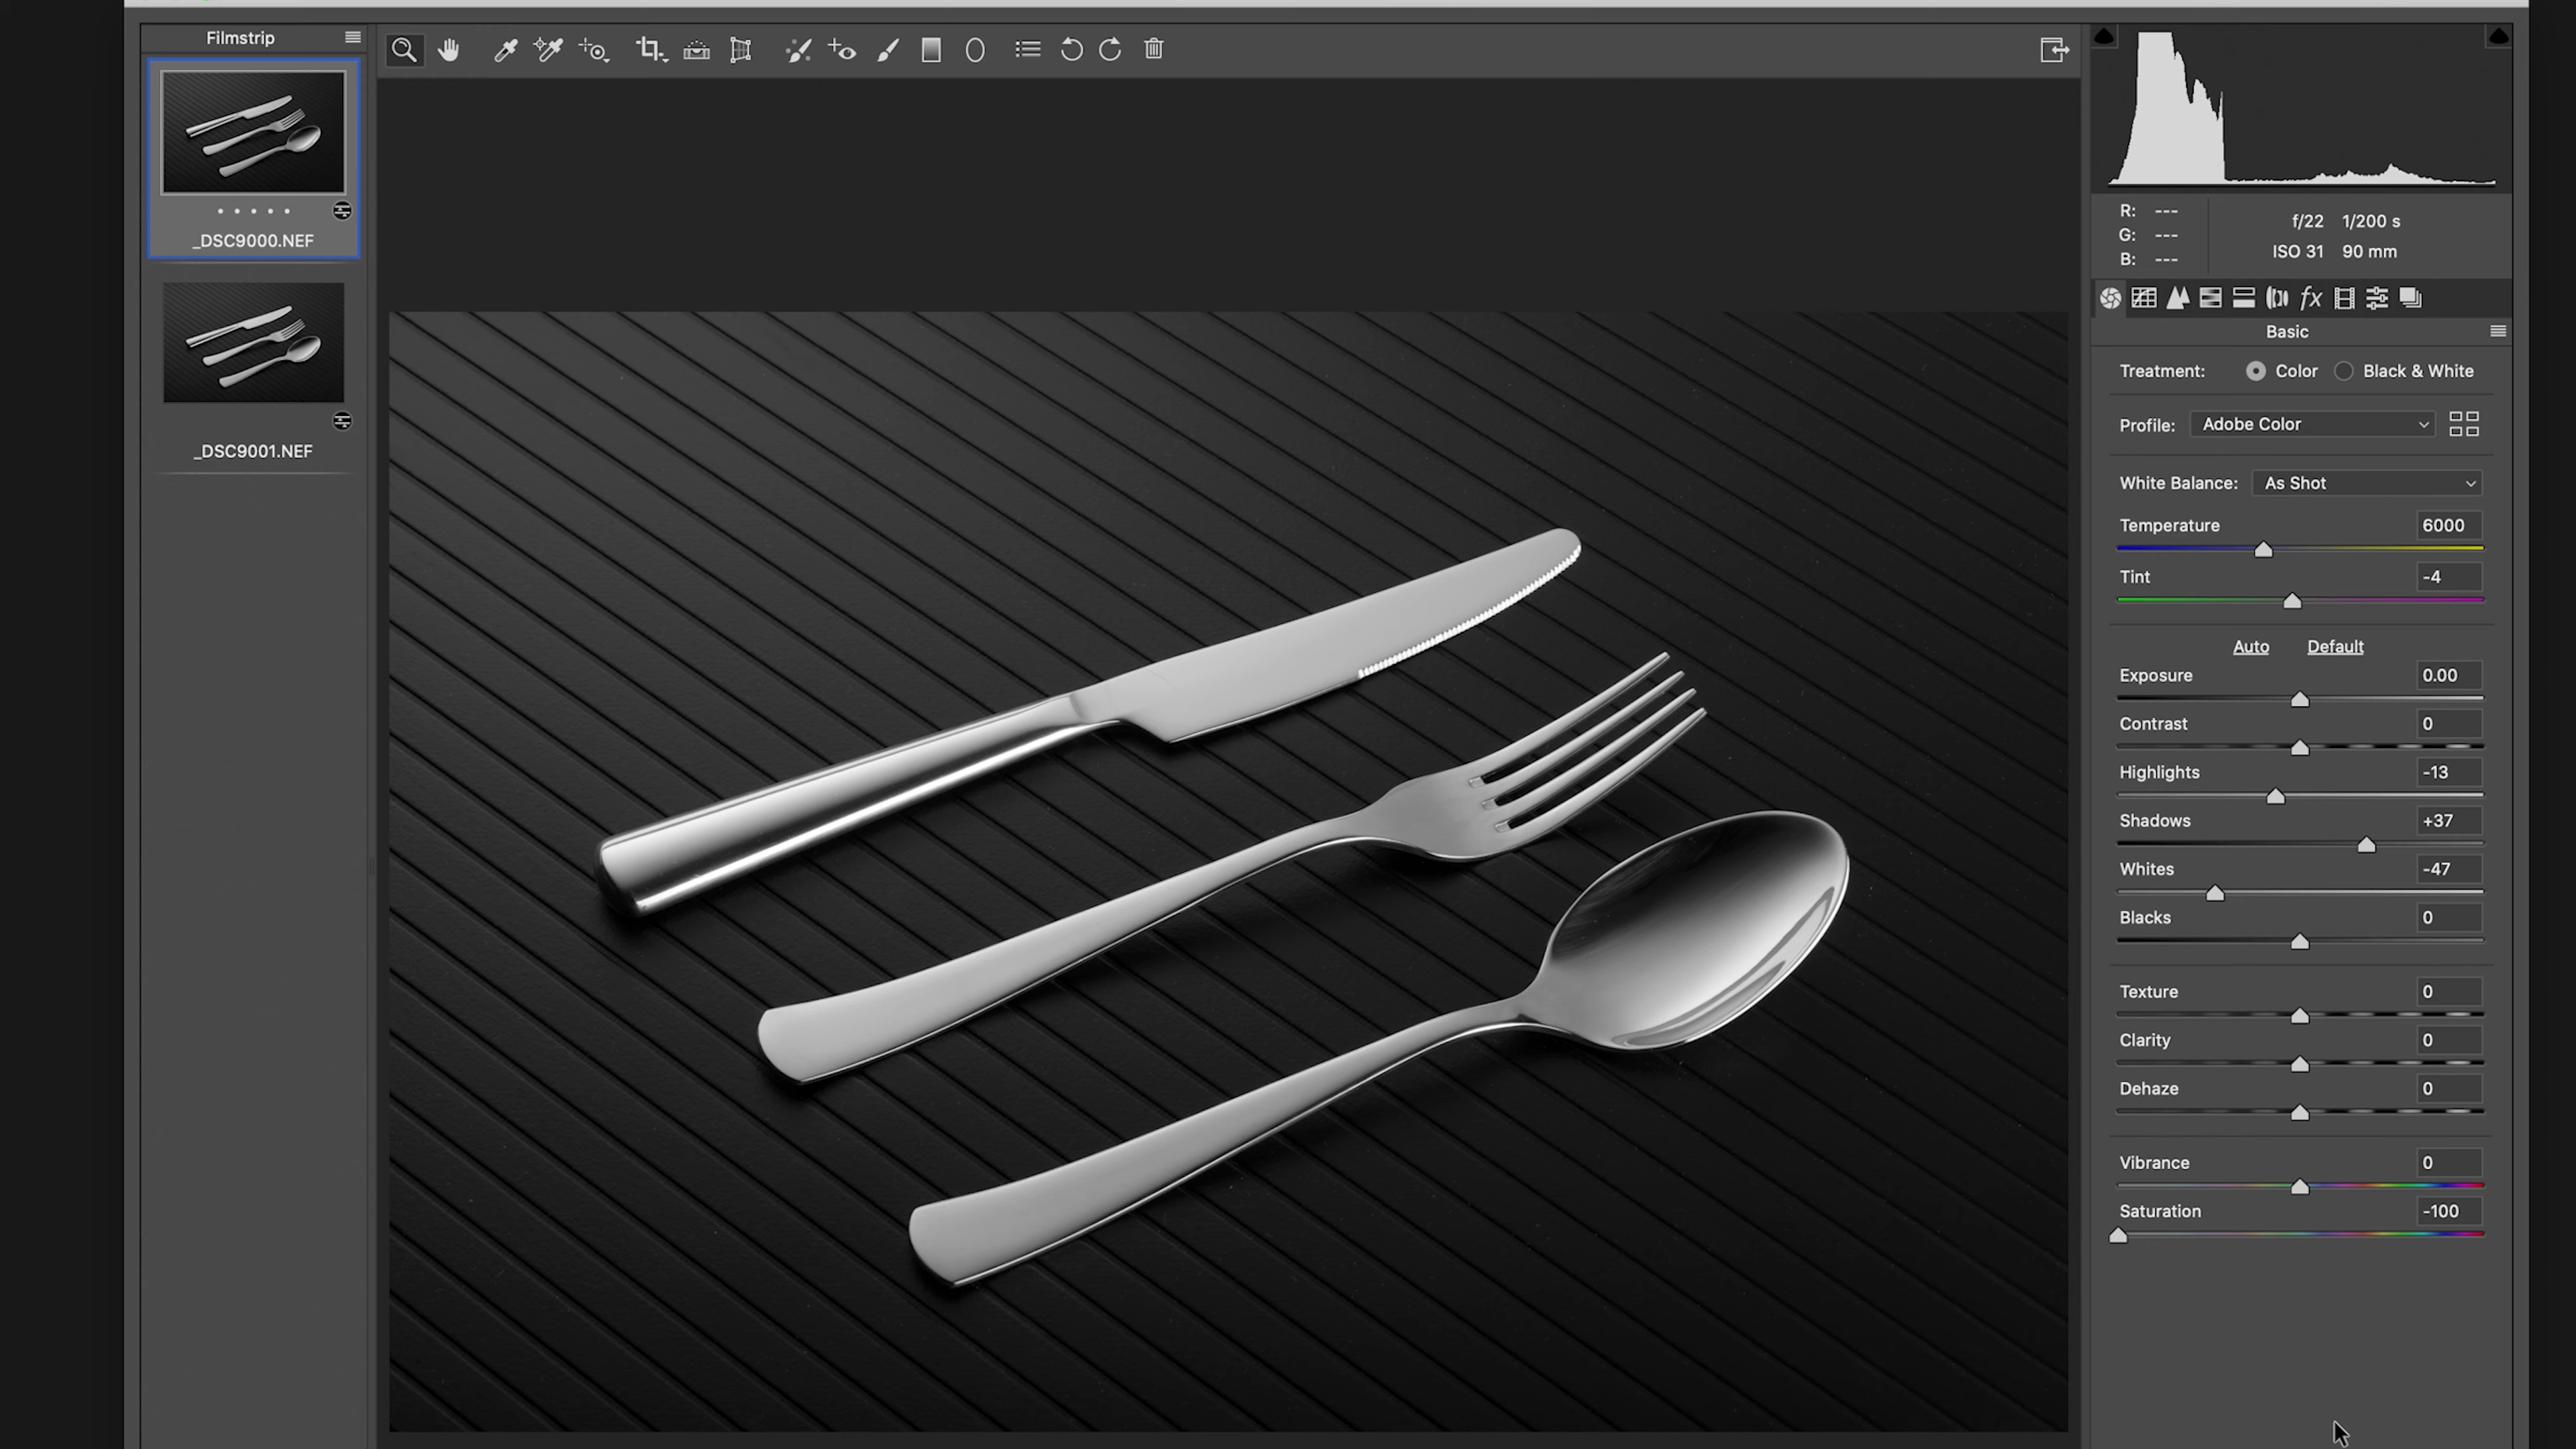 Filmstrip
_DSC9000.NEF
_DSC9001.NEF
R: ---
G: ---
B: ---
f/22 1/200 s
ISO 31 90 mm
fx
Basic
Treatment: Color Black & White
Profile: Adobe Color
White Balance: As Shot
Temperature 6000
Tint -4
Auto Default
Exposure 0.00
Contrast 0
Highlights -13
Shadows +37
Whites -47
Blacks 0
Texture 0
Clarity 0
Dehaze 0
Vibrance 0
Saturation -100